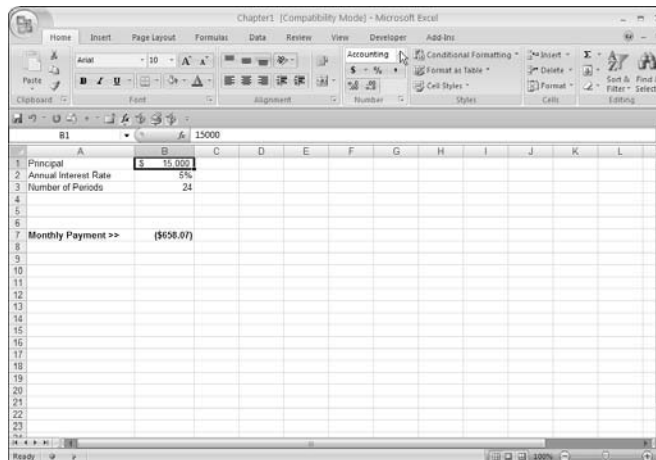 Chapter1 [Compatibility Mode] - Microsoft Excel
Home Insert Page Layout Formulas Data Review View Developer Add-Ins
Paste
Arial 10 A A
B I U
Accounting
$ % ,
Conditional Formatting
Format as Table
Cell Styles
Insert
Delete
Format
Σ
Sort & Filter
Find & Select
Clipboard Font Alignment Number Styles Cells Editing
B1 fx 15000
A B C D E F G H I J K L
1 Principal $ 15,000
2 Annual Interest Rate 5%
3 Number of Periods 24
4
5
6
7 Monthly Payment >> ($658.07)
8
9
10
11
12
13
14
15
16
17
18
19
20
21
22
23
Ready 100%